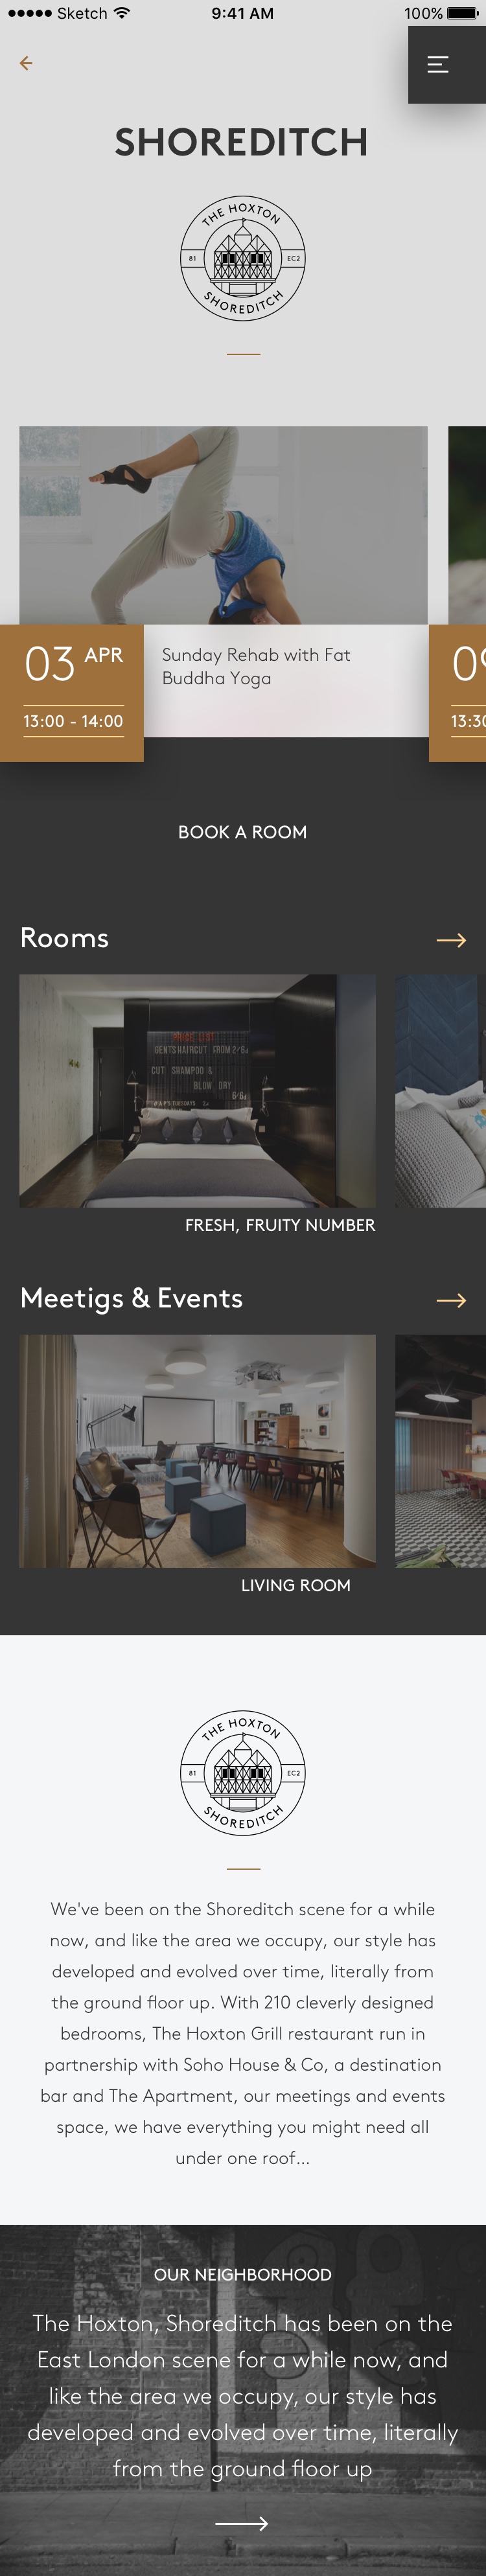 Sketch
9:41 AM
100%
SHOREDITCH
THE HOXTON
81
EC2
SHOREDITCH
03 APR
13:00 - 14:00
Sunday Rehab with Fat
Buddha Yoga
13:30
BOOK A ROOM
Rooms
PRICE LIST
GENTS HAIRCUT FROM 2/6d
CUT SHAMPOO &
BLOW DRY
6/6d
FRESH, FRUITY NUMBER
Meetigs & Events
LIVING ROOM
THE HOXTON
81
EC2
SHOREDITCH
We've been on the Shoreditch scene for a while
now, and like the area we occupy, our style has
developed and evolved over time, literally from
the ground floor up. With 210 cleverly designed
bedrooms, The Hoxton Grill restaurant run in
partnership with Soho House & Co, a destination
bar and The Apartment, our meetings and events
space, we have everything you might need all
under one roof...
OUR NEIGHBORHOOD
The Hoxton, Shoreditch has been on the
East London scene for a while now, and
like the area we occupy, our style has
developed and evolved over time, literally
from the ground floor up